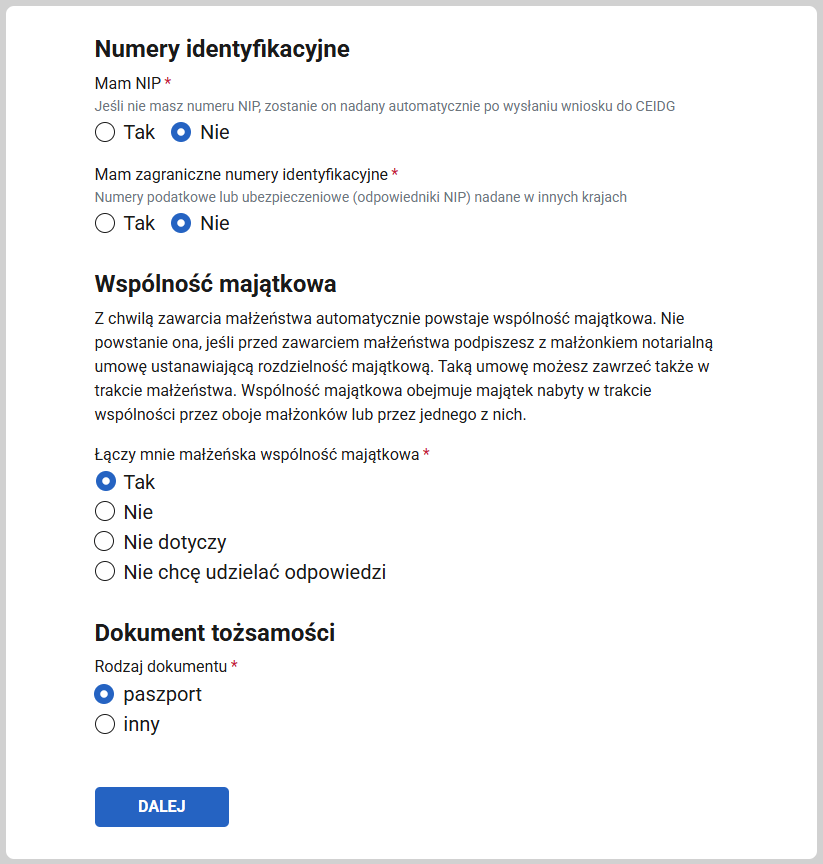 Numery identyfikacyjne
Mam NIP *
Jeśli nie masz numeru NIP, zostanie on nadany automatycznie po wysłaniu wniosku do CEIDG
Tak Nie
Mam zagraniczne numery identyfikacyjne *
Numery podatkowe lub ubezpieczeniowe (odpowiedniki NIP) nadane w innych krajach
Tak Nie
Wspólność majątkowa
Z chwilą zawarcia małżeństwa automatycznie powstaje wspólność majątkowa. Nie
powstanie ona, jeśli przed zawarciem małżeństwa podpiszesz z małżonkiem notarialną
umowę ustanawiającą rozdzielność majątkową. Taką umowę możesz zawrzeć także w
trakcie małżeństwa. Wspólność majątkowa obejmuje majątek nabyty w trakcie
wspólności przez oboje małżonków lub przez jednego z nich.
Łączy mnie małżeńska wspólność majątkowa *
Tak
Nie
Nie dotyczy
Nie chcę udzielać odpowiedzi
Dokument tożsamości
Rodzaj dokumentu *
paszport
inny
DALEJ